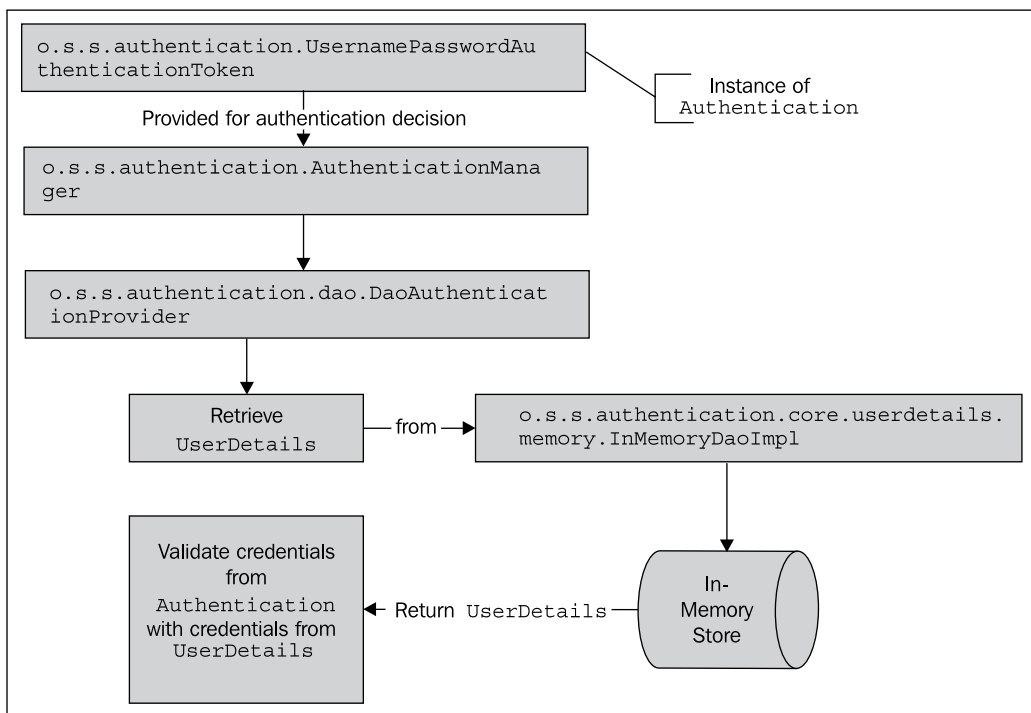 o.s.s.authentication.UsernamePasswordAu
thenticationToken
Instance of
Authentication
Provided for authentication decision
o.s.s.authentication.AuthenticationMana
ger
o.s.s.authentication.dao.DaoAuthenticat
ionProvider
Retrieve
UserDetails
from
o.s.s.authentication.core.userdetails.
memory.InMemoryDaoImpl
Validate credentials
from
Authentication
with credentials from
UserDetails
Return UserDetails
In-
Memory
Store